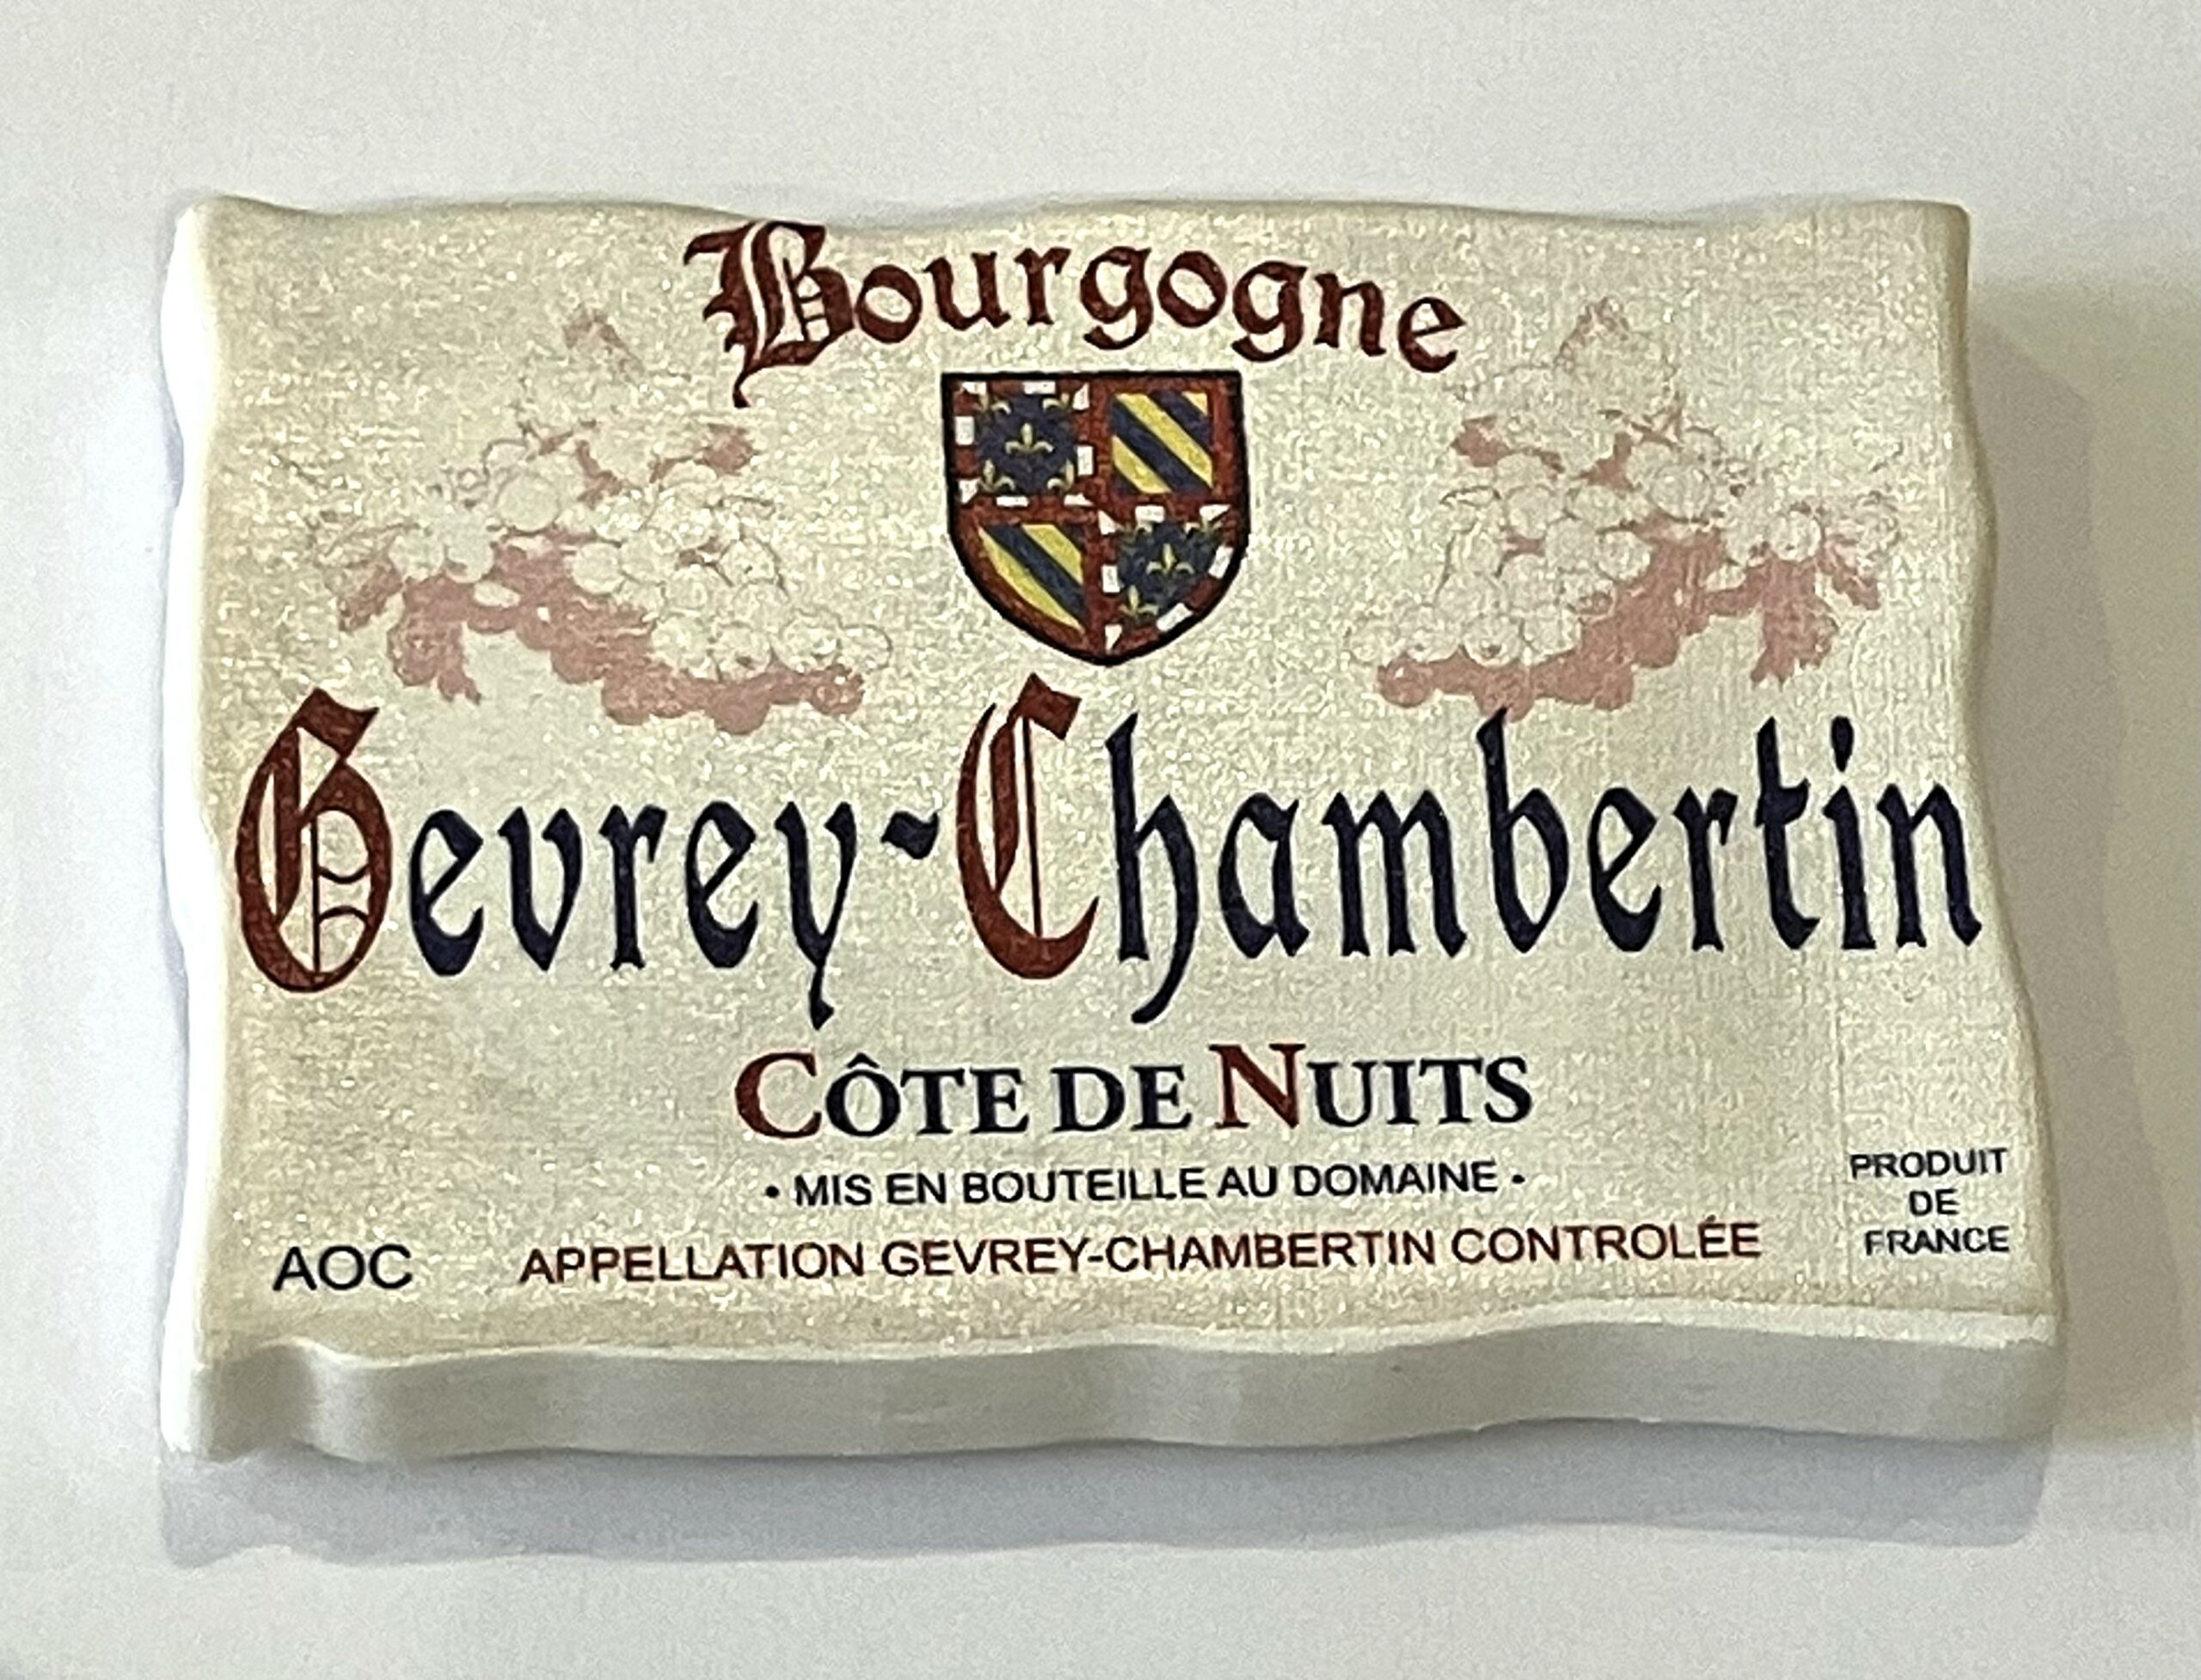 Bourgogne
Gevrey-Chambertin
CÔTE DE NUITS
• MIS EN BOUTEILLE AU DOMAINE •
AOC
APPELLATION GEVREY-CHAMBERTIN CONTROLÉE
PRODUIT
DE
FRANCE